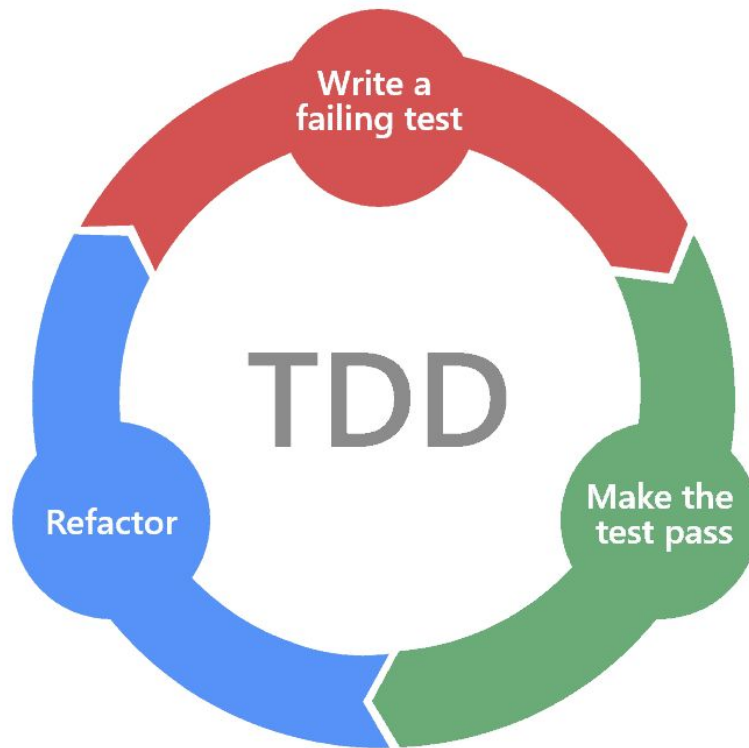 Write a
failing test
TDD
Make the
test pass
Refactor